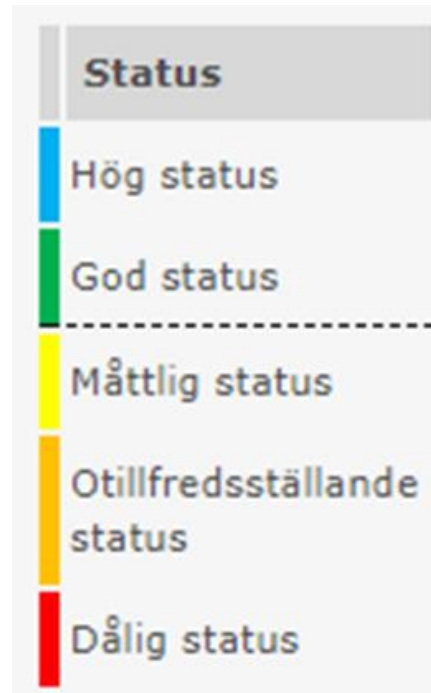 Status
Hög status
God status
Måttlig status
Otillfredsställande
status
Dålig status